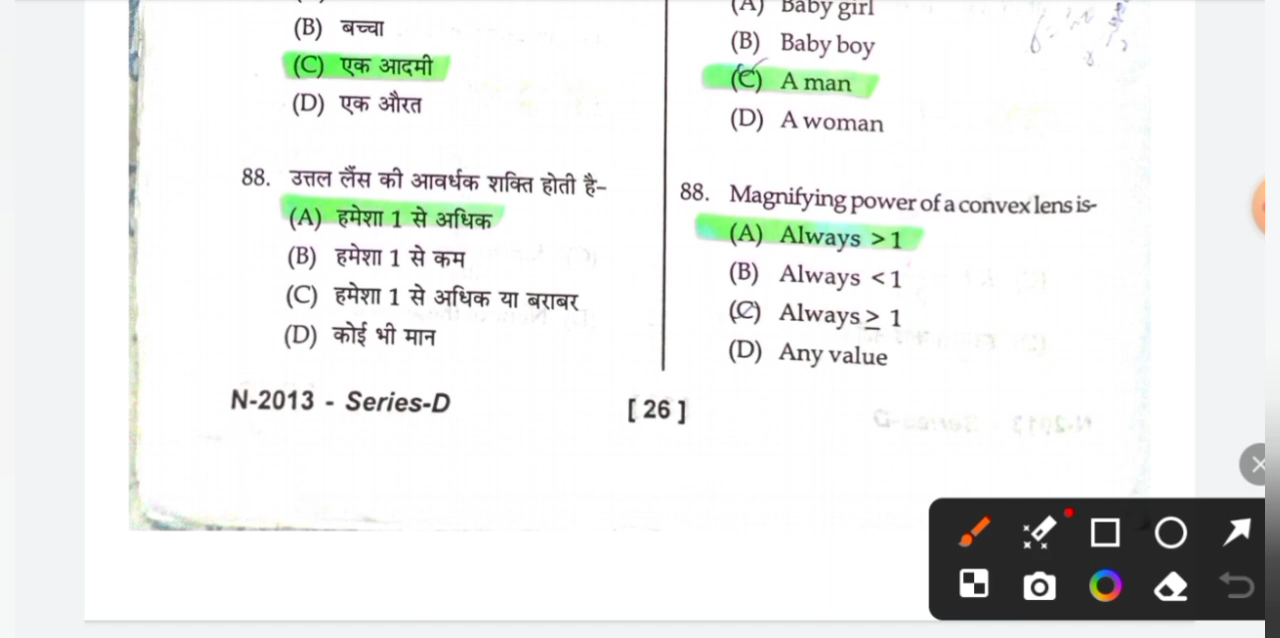 (B) बच्चा
(C) एक आदमी
(D) एक औरत
88. उत्तल लैंस की आवर्धक शक्ति होती है-
(A) हमेशा 1 से अधिक
(B) हमेशा 1 से कम
(C) हमेशा 1 से अधिक या बराबर
(D) कोई भी मान
(A) Baby girl
(B) Baby boy
(C) A man
(D) A woman
88. Magnifying power of a convex lens is-
(A) Always >1
(B) Always <1
(C) Always ≥ 1
(D) Any value
N-2013 - Series-D
[ 26 ]